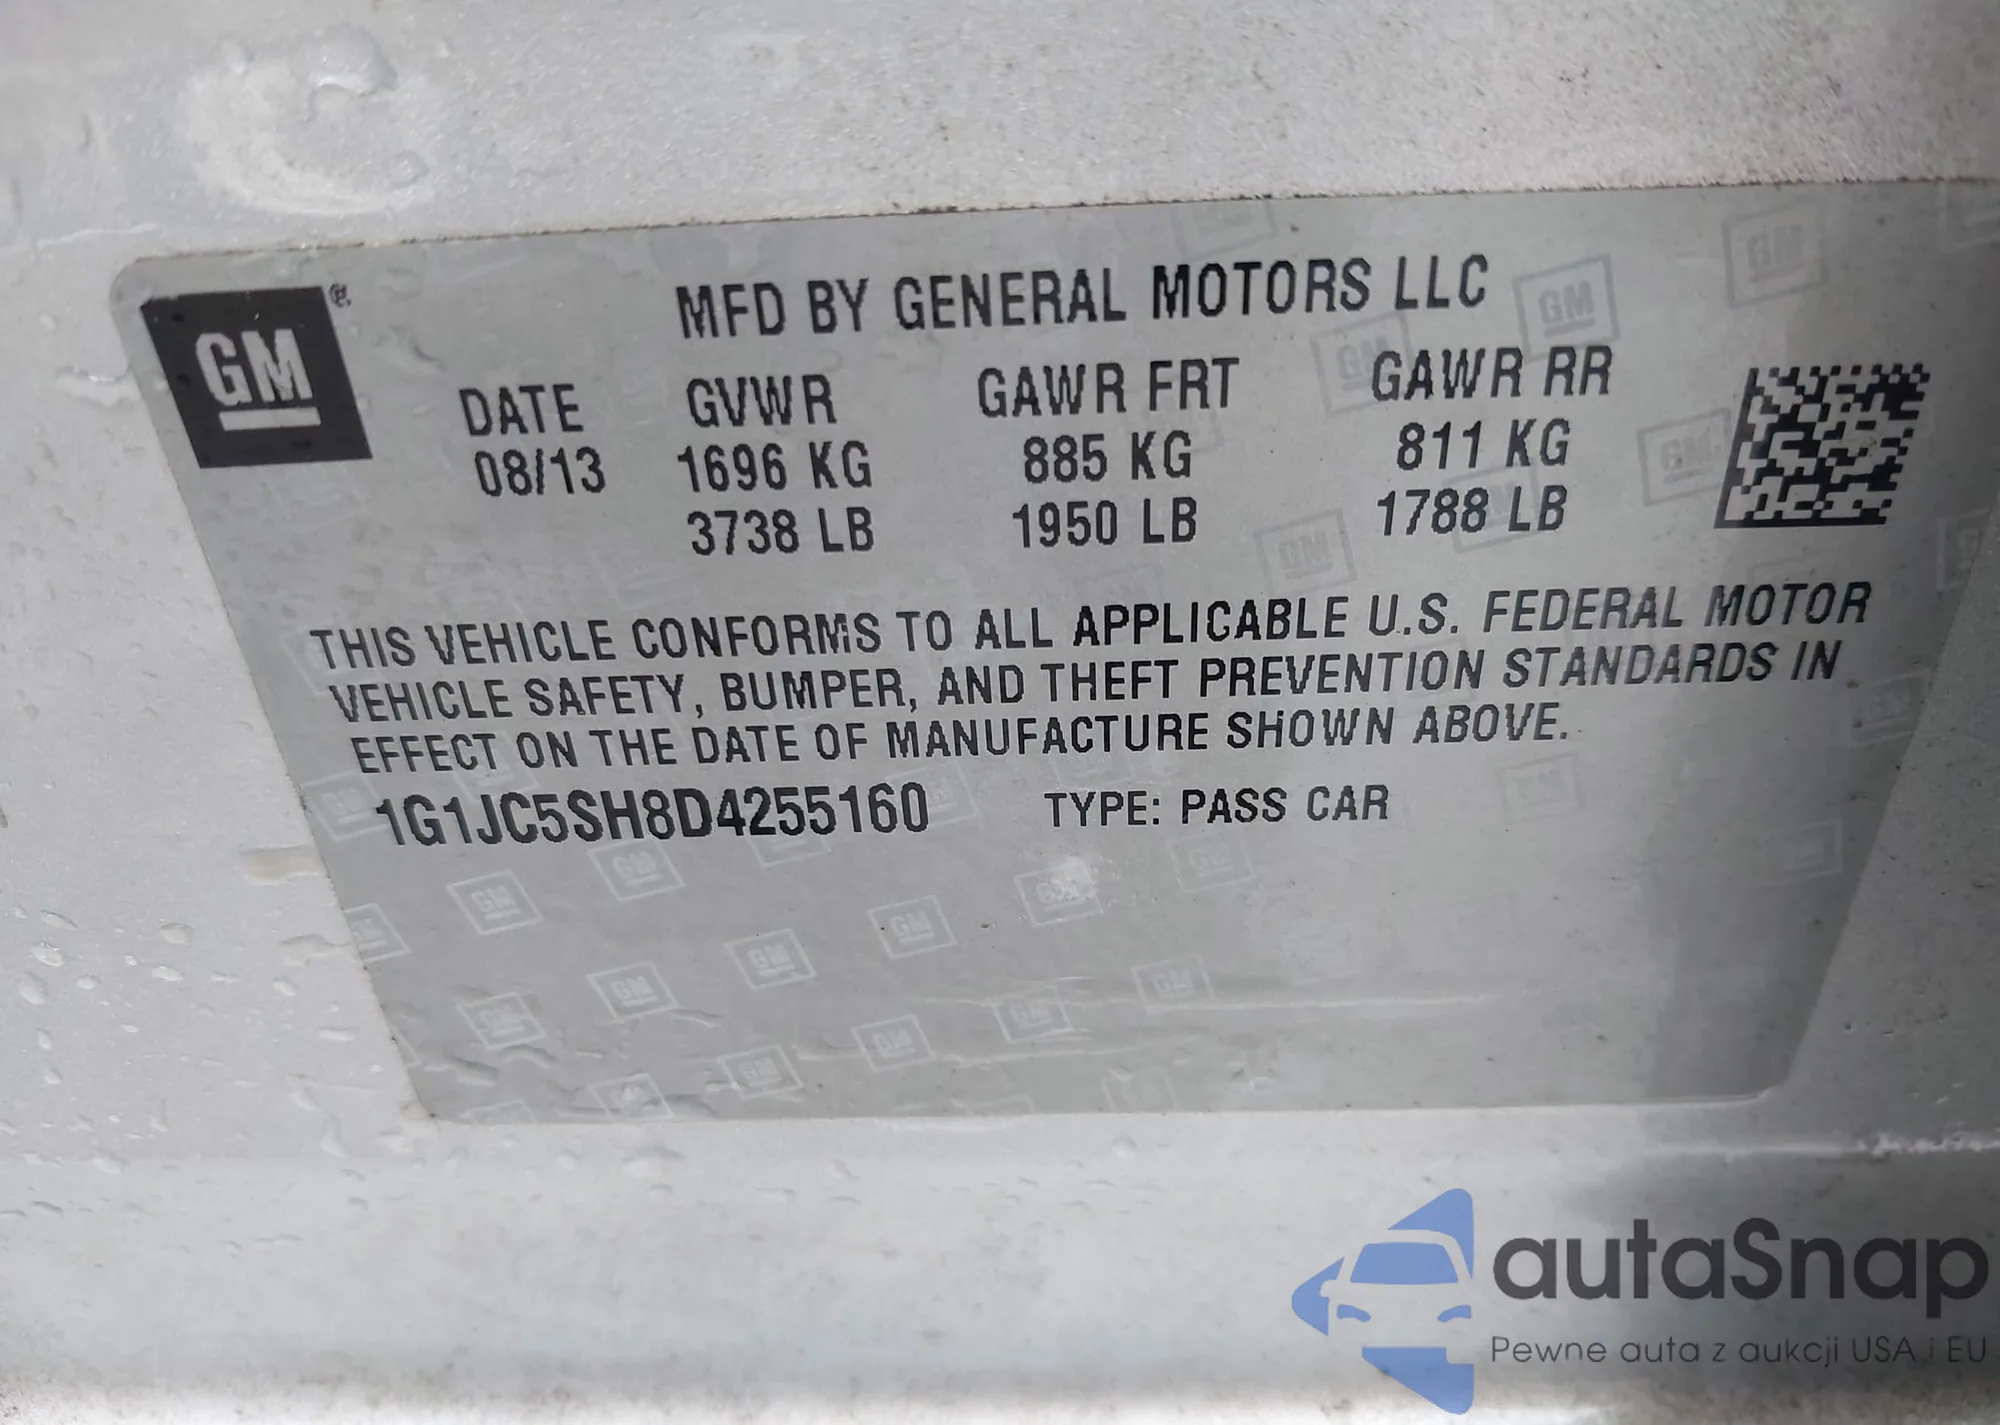 GM®
MFD BY GENERAL MOTORS LLC
DATE GVWR GAWR FRT GAWR RR
08/13 1696 KG 885 KG 811 KG
3738 LB 1950 LB 1788 LB
THIS VEHICLE CONFORMS TO ALL APPLICABLE U.S. FEDERAL MOTOR
VEHICLE SAFETY, BUMPER, AND THEFT PREVENTION STANDARDS IN
EFFECT ON THE DATE OF MANUFACTURE SHOWN ABOVE.
1G1JC5SH8D4255160 TYPE: PASS CAR
autaSnap
Pewne auta z aukcji USA i EU